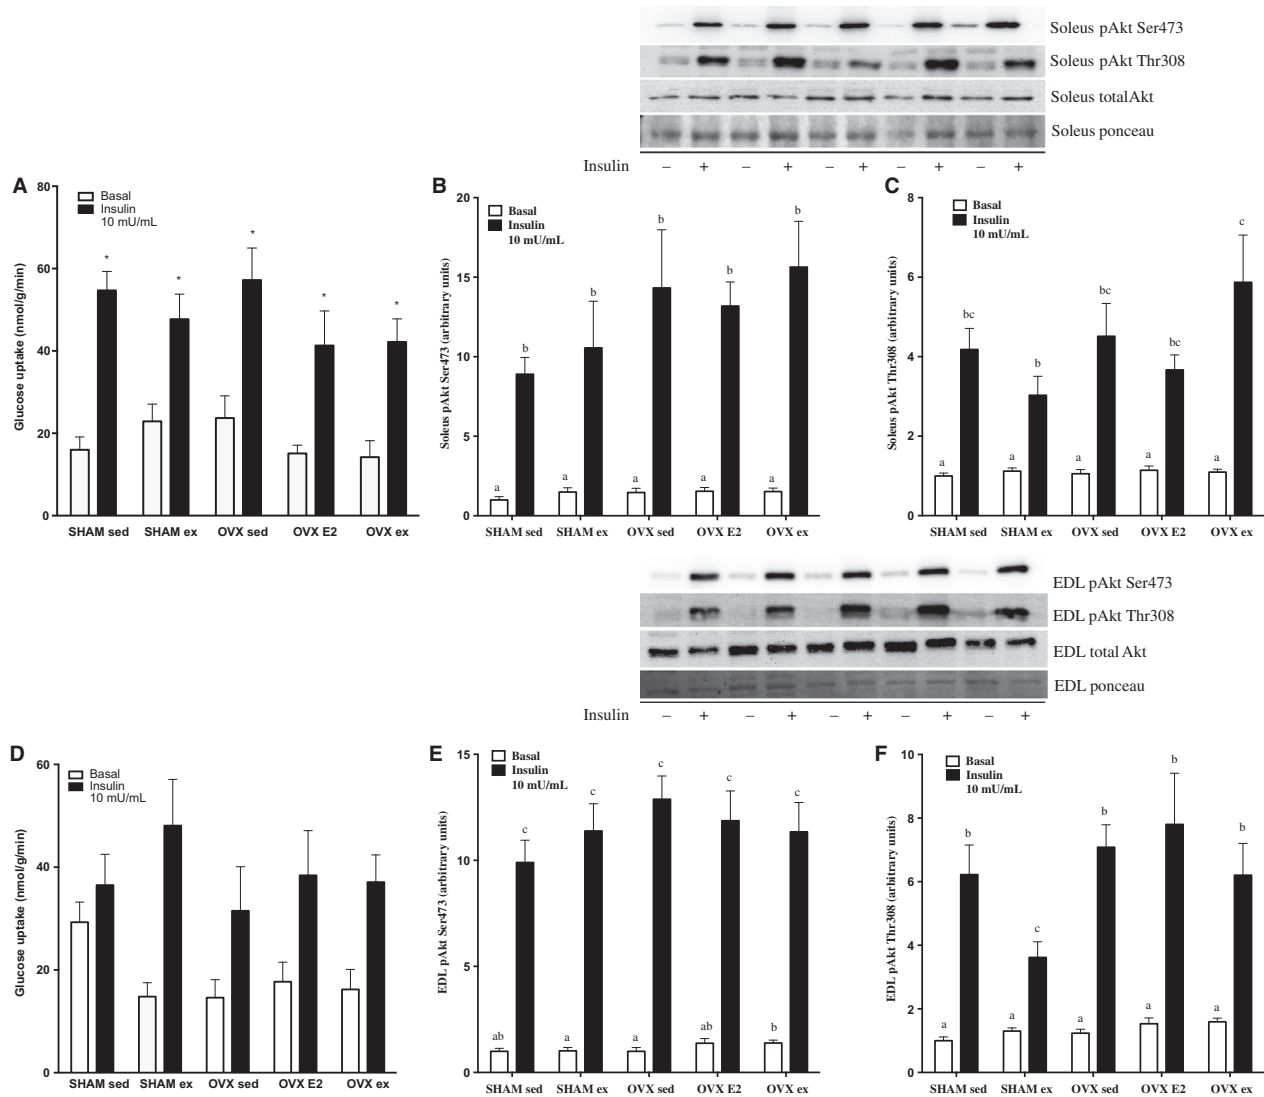 Soleus pAkt Ser473
Soleus pAkt Thr308
Soleus totalAkt
Soleus ponceau
Insulin – + – + – + – + – +
A
80
60
40
20
0
Glucose uptake (nmol/g/min)
Basal
Insulin
10 mU/mL
* * * * *
SHAM sed SHAM ex OVX sed OVX E2 OVX ex
B
20
15
10
5
0
Soleus pAkt Ser473 (arbitrary units)
Basal
Insulin
10 mU/mL
a b a b a b a b a b
SHAM sed SHAM ex OVX sed OVX E2 OVX ex
C
8
6
4
2
0
Soleus pAkt Thr308 (arbitrary units)
Basal
Insulin
10 mU/mL
a bc a b a bc a bc a c
SHAM sed SHAM ex OVX sed OVX E2 OVX ex
EDL pAkt Ser473
EDL pAkt Thr308
EDL total Akt
EDL ponceau
Insulin – + – + – + – + – +
D
60
40
20
0
Glucose uptake (nmol/g/min)
Basal
Insulin
10 mU/mL
SHAM sed SHAM ex OVX sed OVX E2 OVX ex
E
15
10
5
0
EDL pAkt Ser473 (arbitrary units)
Basal
Insulin
10 mU/mL
ab c a c a c ab c b c
SHAM sed SHAM ex OVX sed OVX E2 OVX ex
F
10
8
6
4
2
0
EDL pAkt Thr308 (arbitrary units)
Basal
Insulin
10 mU/mL
a b a c a b a b a b
SHAM sed SHAM ex OVX sed OVX E2 OVX ex